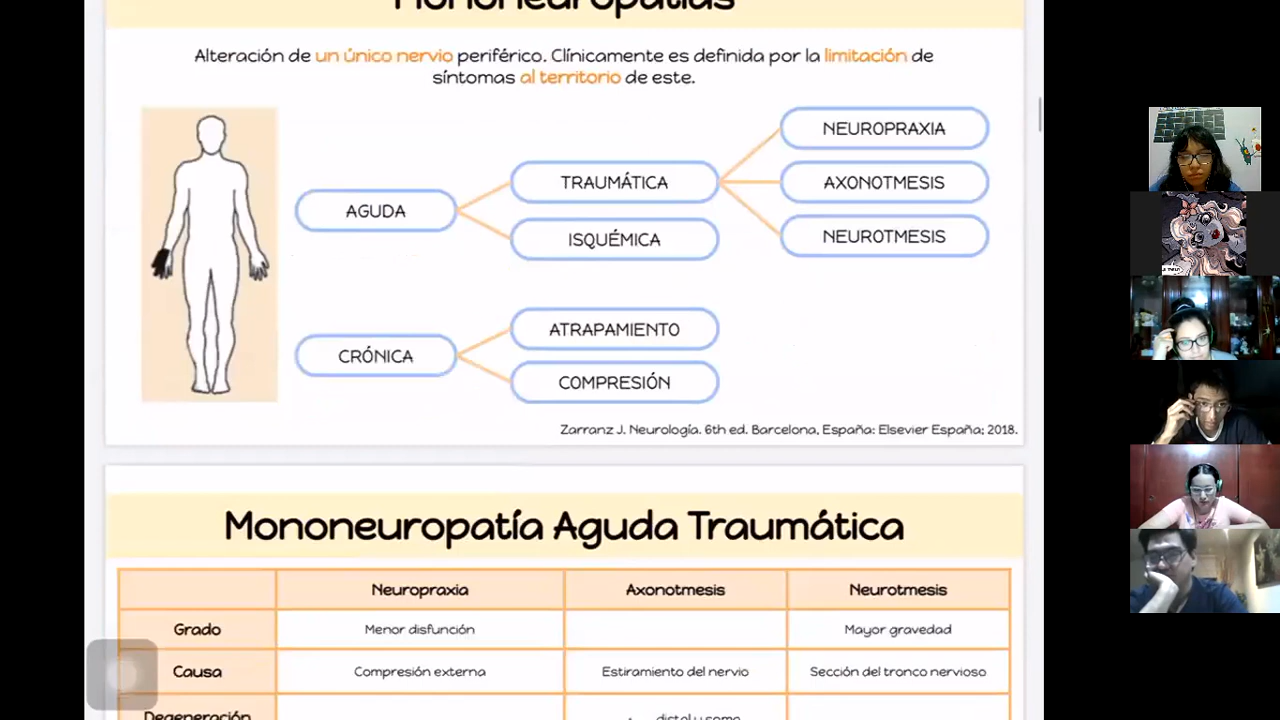 Mononeuropatías
Alteración de un único nervio periférico. Clínicamente es definida por la limitación de
síntomas al territorio de este.
NEUROPRAXIA
TRAUMÁTICA
AXONOTMESIS
AGUDA
ISQUÉMICA
NEUROTMESIS
ATRAPAMIENTO
CRÓNICA
COMPRESIÓN
Zarranz J. Neurología. 6th ed. Barcelona, España: Elsevier España; 2018.
Mononeuropatía Aguda Traumática
Neuropraxia Axonotmesis Neurotmesis
Grado Menor disfunción Mayor gravedad
Causa Compresión externa Estiramiento del nervio Sección del tronco nervioso
Degeneración distal y soma